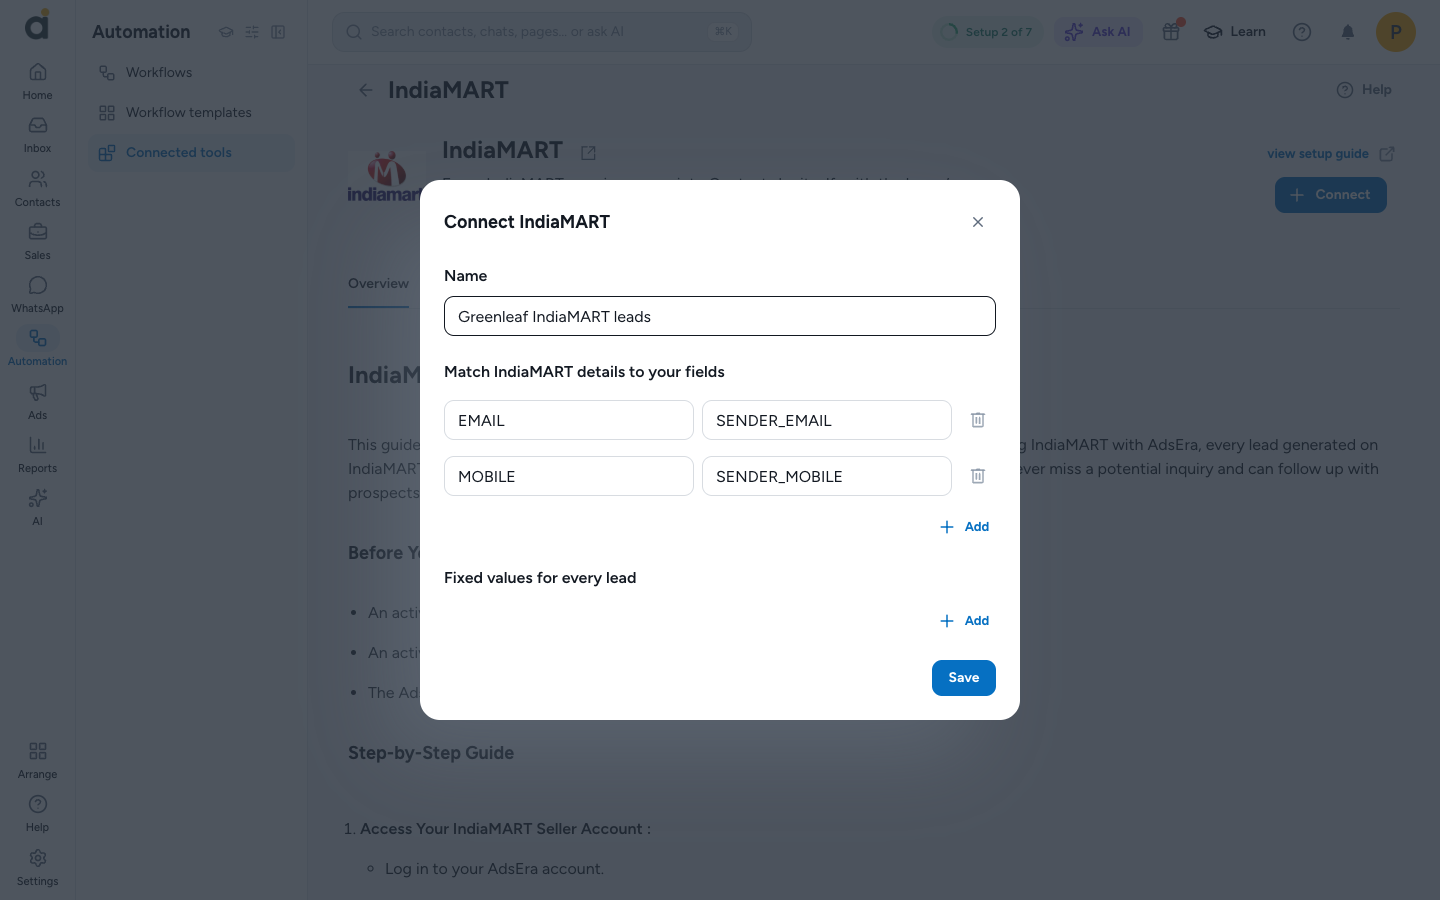 Automation
Search contacts, chats, pages... or ask AI
⌘K
Setup 2 of 7
Ask AI
Learn
P
Home
Inbox
Contacts
Sales
WhatsApp
Automation
Ads
Reports
AI
Arrange
Help
Settings
Workflows
Workflow templates
Connected tools
IndiaMART
Help
indiamart
IndiaMART
view setup guide
Connect
Overview
Connect IndiaMART
Name
Greenleaf IndiaMART leads
Match IndiaMART details to your fields
EMAIL
SENDER_EMAIL
MOBILE
SENDER_MOBILE
Add
Fixed values for every lead
Add
Save
This guide
IndiaMART with AdsEra, every lead generated on
miss a potential inquiry and can follow up with
prospects
Before
An
An
The
Step-by-Step Guide
1. Access Your IndiaMART Seller Account :
Log in to your AdsEra account.